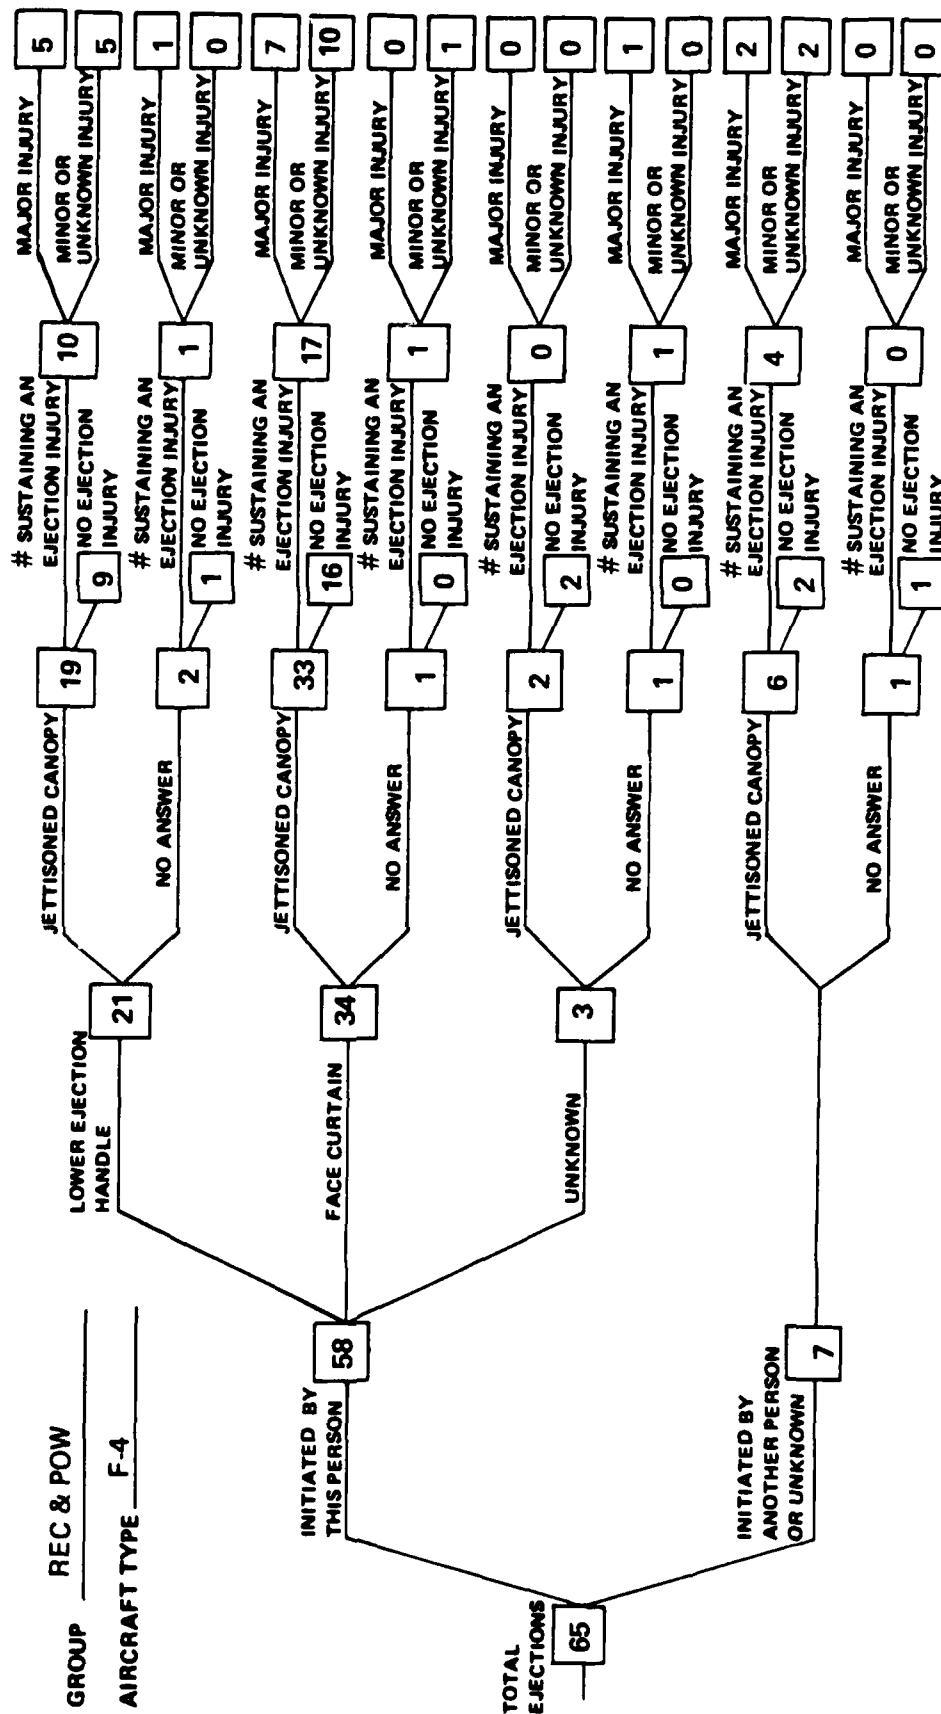 GROUP REC & POW
AIRCRAFT TYPE F-4
TOTAL
EJECTIONS
65
INITIATED BY
THIS PERSON
58
LOWER EJECTION
HANDLE
21
JETTISONED CANOPY
19
# SUSTAINING AN
EJECTION INJURY
10
MAJOR INJURY
5
MINOR OR
UNKNOWN INJURY
5
9
NO EJECTION
INJURY
NO ANSWER
2
# SUSTAINING AN
EJECTION INJURY
1
MAJOR INJURY
1
MINOR OR
UNKNOWN INJURY
0
1
NO EJECTION
INJURY
FACE CURTAIN
34
JETTISONED CANOPY
33
# SUSTAINING AN
EJECTION INJURY
17
MAJOR INJURY
7
MINOR OR
UNKNOWN INJURY
10
16
NO EJECTION
INJURY
NO ANSWER
1
# SUSTAINING AN
EJECTION INJURY
1
MAJOR INJURY
0
MINOR OR
UNKNOWN INJURY
1
0
NO EJECTION
INJURY
UNKNOWN
3
JETTISONED CANOPY
2
# SUSTAINING AN
EJECTION INJURY
0
MAJOR INJURY
0
MINOR OR
UNKNOWN INJURY
0
2
NO EJECTION
INJURY
NO ANSWER
1
# SUSTAINING AN
EJECTION INJURY
1
MAJOR INJURY
1
MINOR OR
UNKNOWN INJURY
0
0
NO EJECTION
INJURY
INITIATED BY
ANOTHER PERSON
OR UNKNOWN
7
JETTISONED CANOPY
6
# SUSTAINING AN
EJECTION INJURY
4
MAJOR INJURY
2
MINOR OR
UNKNOWN INJURY
2
2
NO EJECTION
INJURY
NO ANSWER
1
# SUSTAINING AN
EJECTION INJURY
0
MAJOR INJURY
0
MINOR OR
UNKNOWN INJURY
0
1
NO EJECTION
INJURY